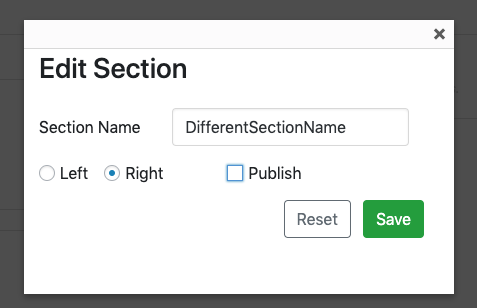 ×
Edit Section
Section Name DifferentSectionName
Left Right Publish
Reset Save